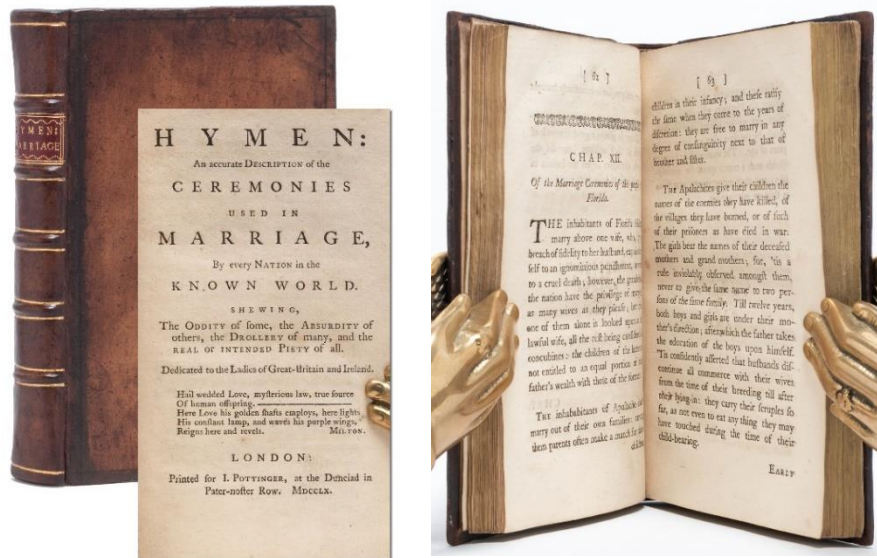 HYMEN:
MARRIAGE
HYMEN:
An accurate DESCRIPTION of the
CEREMONIES
USED IN
MARRIAGE,
By every NATION in the
KNOWN WORLD.
SHEWING,
The ODDITY of some, the ABSURDITY of
others, the DROLLERY of many, and the
REAL or INTENDED PIETY of all.
Dedicated to the Ladies of Great-Britain and Ireland.
Hail wedded Love, mysterious law, true source
Of human offspring.
Here Love his golden shafts employs, here lights
His constant lamp, and waves his purple wings,
Reigns here and revels. MILTON.
LONDON:
Printed for I. POTTINGER, at the Dunciad in
Pater-noster Row. MDCCLX.
[ 62 ]
CHAP. XII.
Of the Marriage Ceremonies of the
Florida.
THE inhabitants of Florida
marry above one wife, who,
breach of fidelity to her husband,
self to an ignominious punishment,
to a cruel death; however, the
the nation have the privilege of
as many wives as they please; but
one of them alone is looked upon
lawful wife, all the rest being
concubines: the children of the
not entitled to an equal portion of
father's wealth with those of the former.
THE inhabitants of Apalache
marry out of their own families:
them parents often make a match for
children
[ 63 ]
children in their infancy; and these ratify
the same when they come to the years of
discretion: they are free to marry in any
degree of consanguinity next to that of
brother and sister.
THE Apalachites give their children the
names of the enemies they have killed, of
the villages they have burned, or of such
of their prisoners as have died in war.
The girls bear the names of their deceased
mothers and grand mothers; for, 'tis a
rule inviolably observed amongst them,
never to give the same name to two per-
sons of the same family. Till twelve years,
both boys and girls are under their mo-
ther's direction; after which the father takes
the education of the boys upon himself.
'Tis confidently asserted that husbands dis-
continue all commerce with their wives
from the time of their breeding till after
their lying-in: they carry their scruples so
far, as not even to eat any thing they may
have touched during the time of their
child-bearing.
EARLY